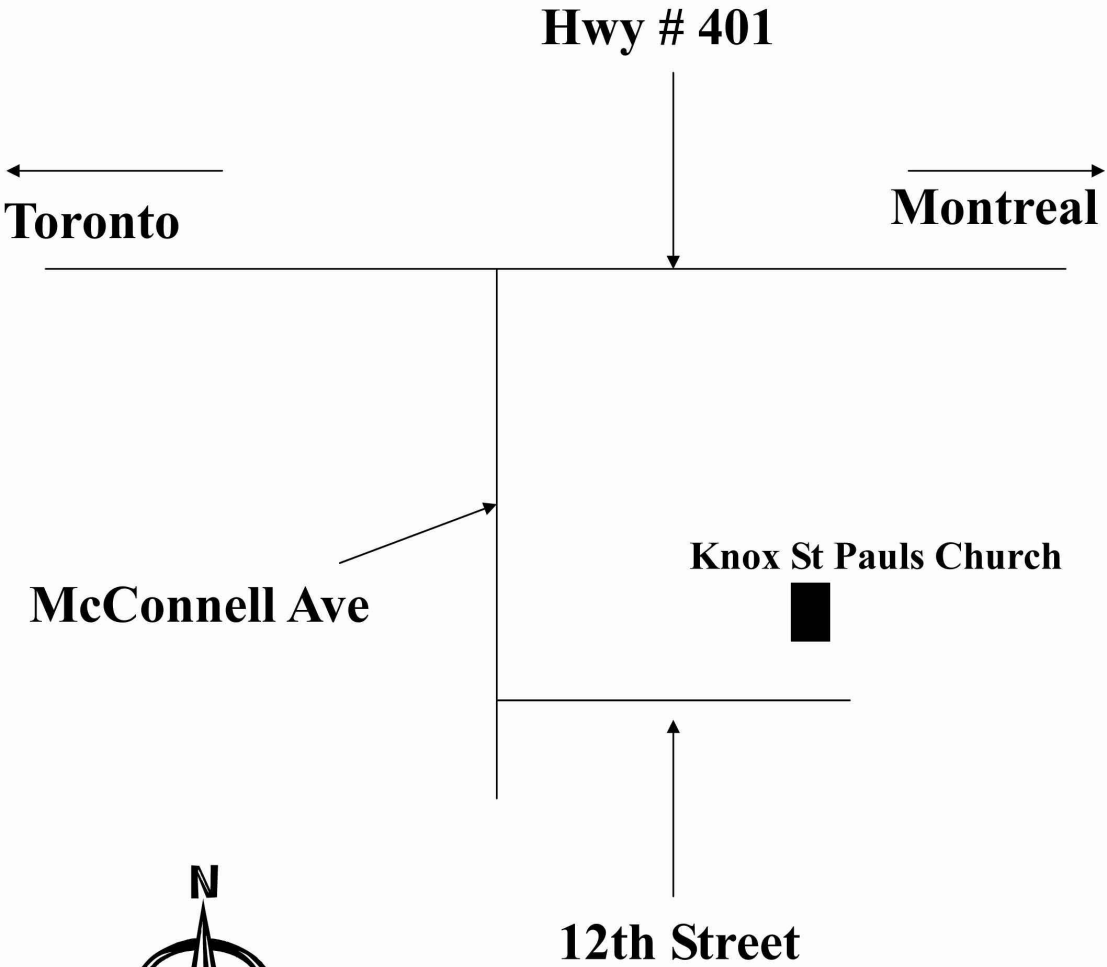 Hwy # 401
Toronto
Montreal
Knox St Pauls Church
McConnell Ave
N
12th Street